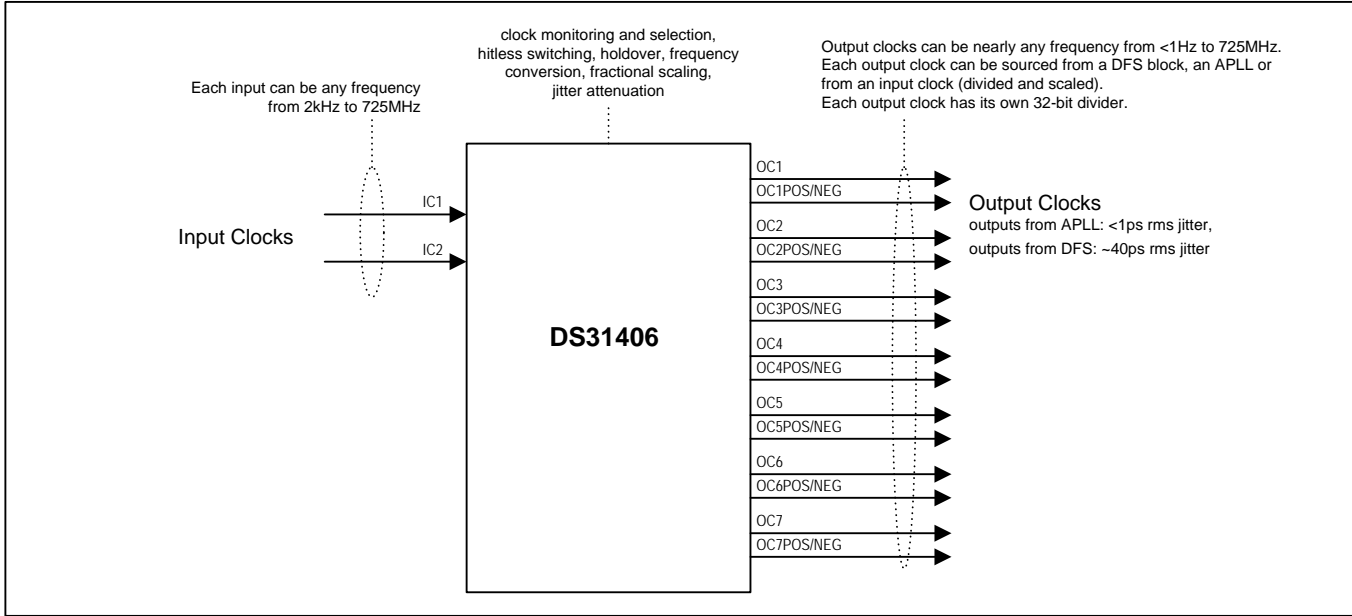 clock monitoring and selection,
hitless switching, holdover, frequency
conversion, fractional scaling,
jitter attenuation
Output clocks can be nearly any frequency from <1Hz to 725MHz.
Each output clock can be sourced from a DFS block, an APLL or
from an input clock (divided and scaled).
Each output clock has its own 32-bit divider.
Each input can be any frequency
from 2kHz to 725MHz
Input Clocks
IC1
IC2
DS31406
OC1
OC1POS/NEG
OC2
OC2POS/NEG
OC3
OC3POS/NEG
OC4
OC4POS/NEG
OC5
OC5POS/NEG
OC6
OC6POS/NEG
OC7
OC7POS/NEG
Output Clocks
outputs from APLL: <1ps rms jitter,
outputs from DFS: ~40ps rms jitter